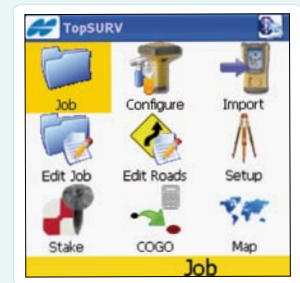 TopSURV
Job Configure Import
Edit Job Edit Roads Setup
Stake COGO Map
Job